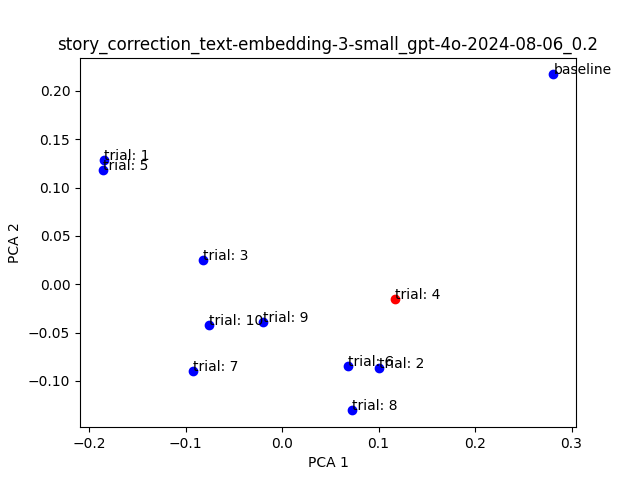 story_correction_text-embedding-3-small_gpt-4o-2024-08-06_0.2
baseline
0.20
0.15
trial: 1
trial: 5
0.10
0.05
trial: 3
PCA 2
0.00
trial: 4
trial: 10
trial: 9
−0.05
trial: 7
trial: 6
trial: 2
−0.10
trial: 8
−0.2
−0.1
0.0
0.1
0.2
0.3
PCA 1